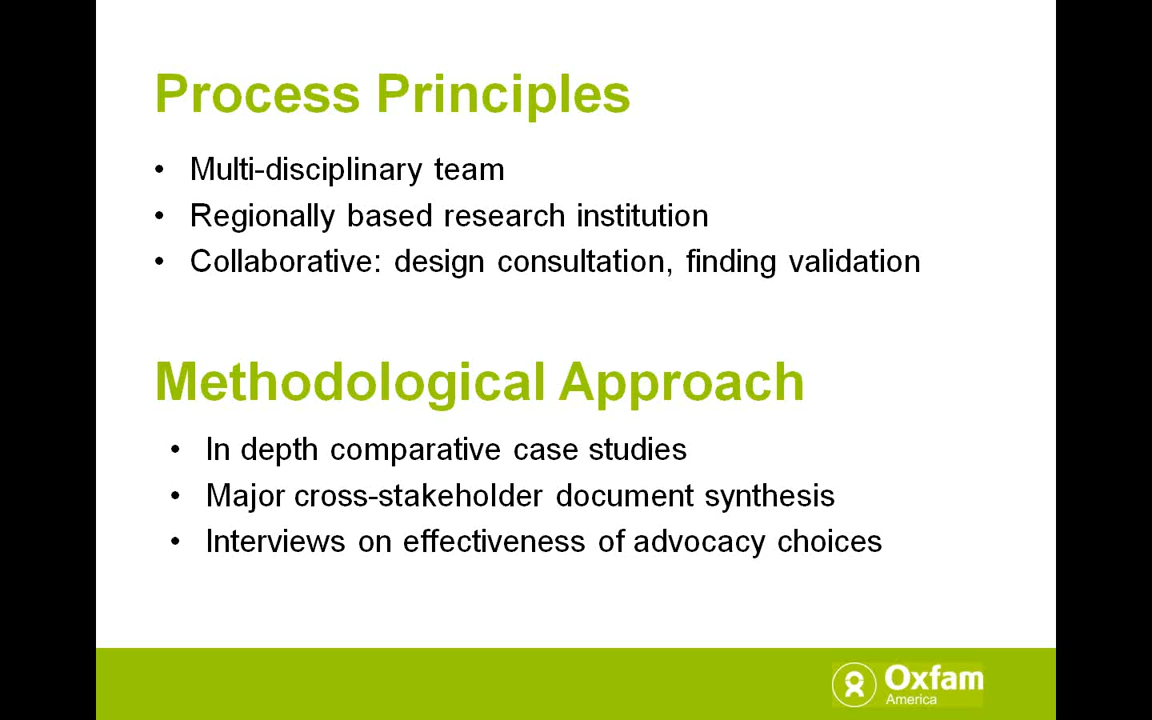 Process Principles
• Multi-disciplinary team
• Regionally based research institution
• Collaborative: design consultation, finding validation
Methodological Approach
• In depth comparative case studies
• Major cross-stakeholder document synthesis
• Interviews on effectiveness of advocacy choices
Oxfam
America